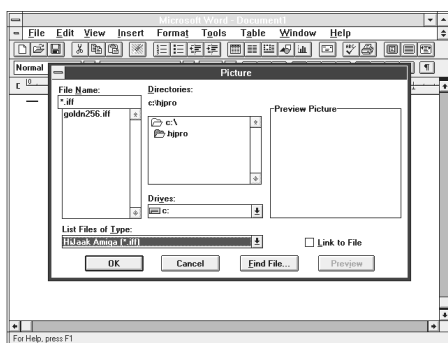 Microsoft Word - Document1
File Edit View Insert Format Tools Table Window Help
Normal
Picture
File Name:
*.iff
goldn256.iff
Directories:
c:\hjpro
c:\
hjpro
Preview Picture
Drives:
c:
List Files of Type:
HiJaak Amiga (*.iff)
Link to File
OK Cancel Find File... Preview
For Help, press F1